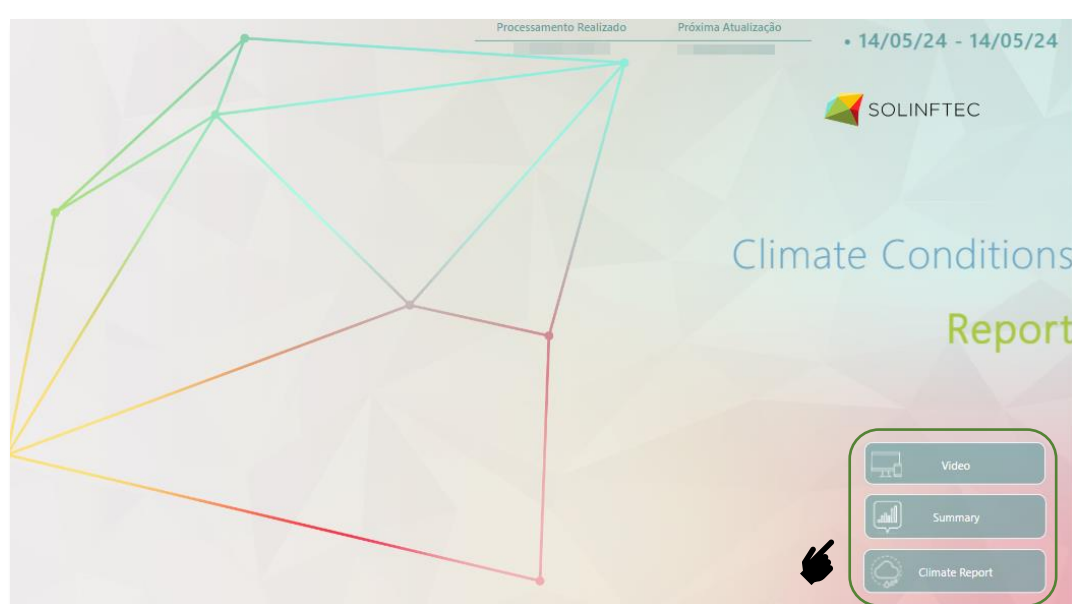 Processamento Realizado Próxima Atualização
• 14/05/24 - 14/05/24
SOLINFTEC
Climate Conditions
Report
Video
Summary
Climate Report